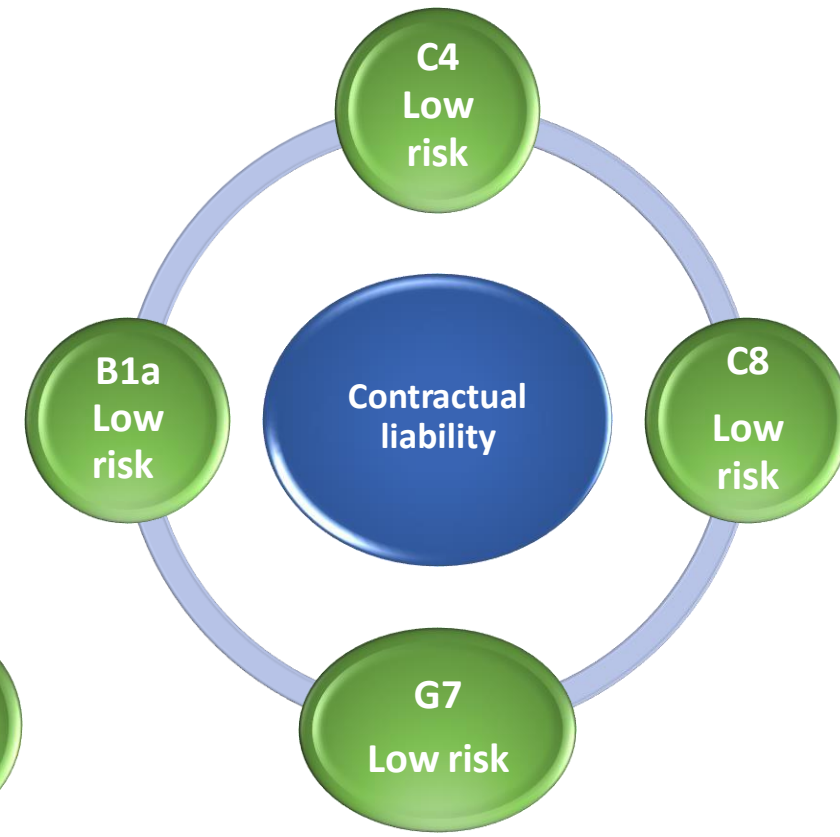 C4
Low
risk
B1a
Low
risk
Contractual
liability
C8
Low
risk
G7
Low risk